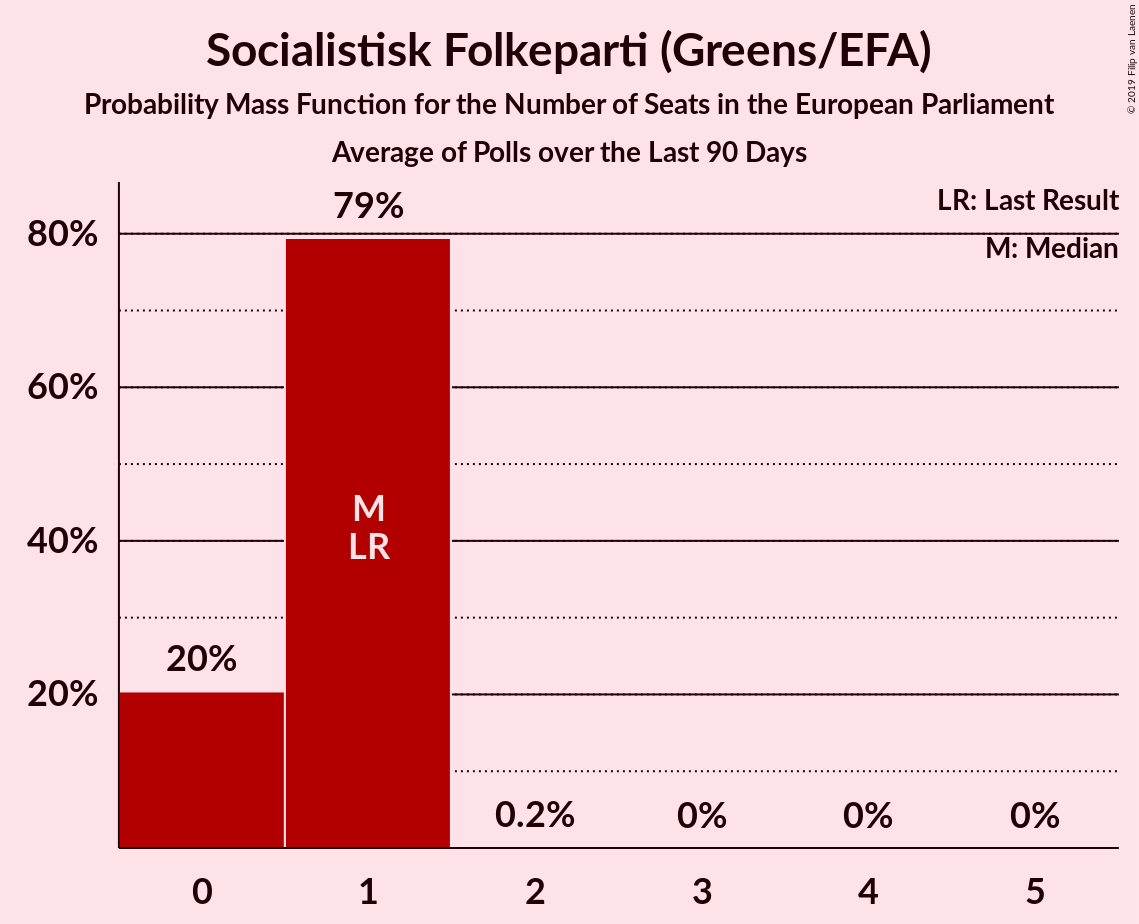 Socialistisk Folkeparti (Greens/EFA)
Probability Mass Function for the Number of Seats in the European Parliament
Average of Polls over the Last 90 Days
© 2019 Filip van Laenen
LR: Last Result
M: Median
79%
80%
60%
M
LR
40%
20%
20%
0.2%
0%
0%
0%
0
1
2
3
4
5